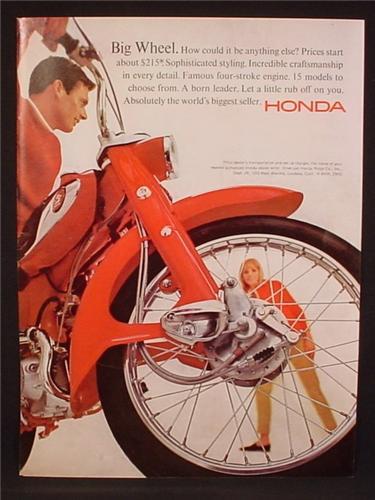 Big Wheel. How could it be anything else? Prices start
about $215*. Sophisticated styling. Incredible craftsmanship
in every detail. Famous four-stroke engine. 15 models to
choose from. A born leader. Let a little rub off on you.
Absolutely the world's biggest seller. HONDA